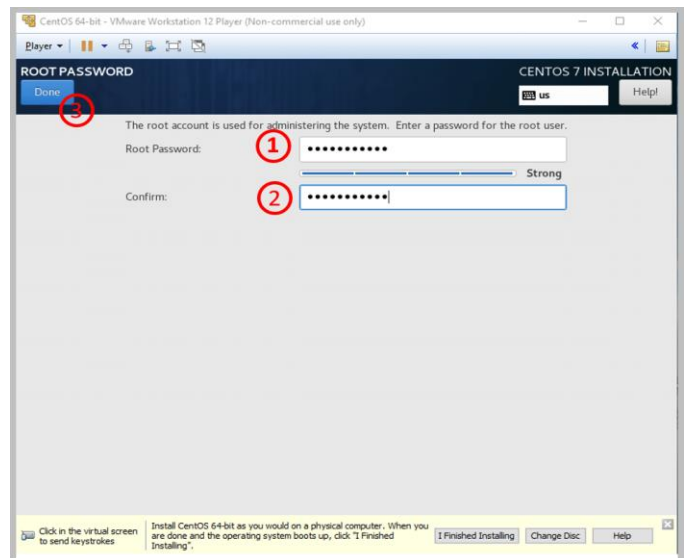 CentOS 64-bit - VMware Workstation 12 Player (Non-commercial use only)
Player
ROOT PASSWORD
CENTOS 7 INSTALLATION
Done
us
Help!
3
The root account is used for administering the system. Enter a password for the root user.
Root Password:
1
●●●●●●●●●●●
Strong
Confirm:
2
●●●●●●●●●●●
Click in the virtual screen
to send keystrokes
Install CentOS 64-bit as you would on a physical computer. When you
are done and the operating system boots up, click "I Finished
Installing".
I Finished Installing
Change Disc
Help